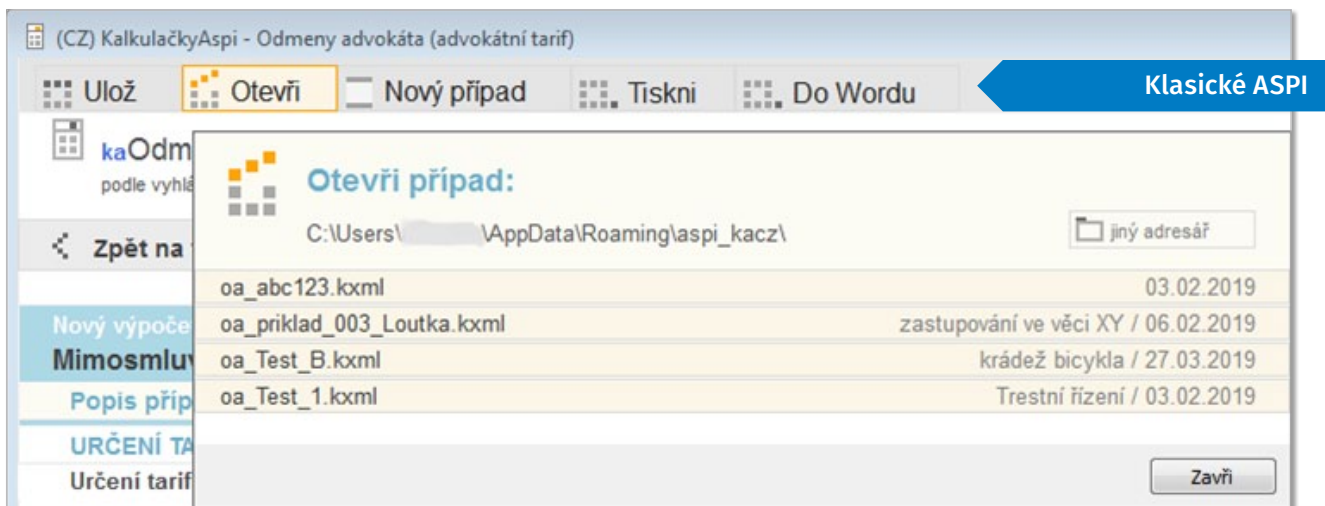 (CZ) KalkulačkyAspi - Odmeny advokáta (advokátní tarif)
Ulož Otevři Nový případ Tiskni Do Wordu
Klasické ASPI
kaOdm
podle vyhlá
Zpět na
Nový výpoče
Mimosmluv
Popis příp
URČENÍ TA
Určení tarif
Otevři případ:
C:\Users\ \AppData\Roaming\aspi_kacz\
jiný adresář
oa_abc123.kxml 03.02.2019
oa_priklad_003_Loutka.kxml zastupování ve věci XY / 06.02.2019
oa_Test_B.kxml krádež bicykla / 27.03.2019
oa_Test_1.kxml Trestní řízení / 03.02.2019
Zavři